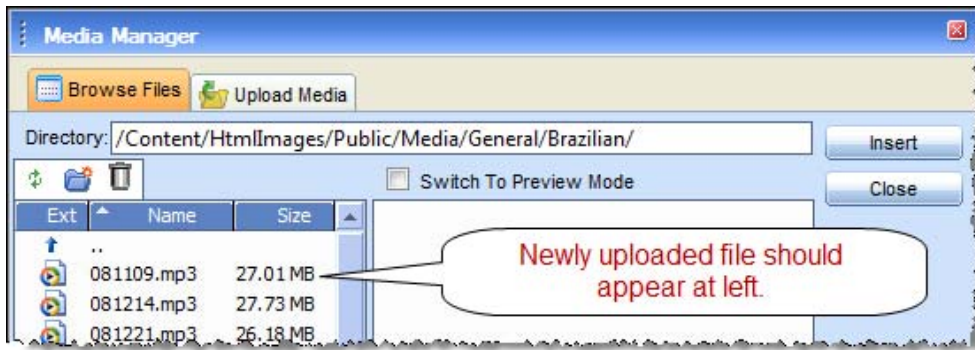 Media Manager
Browse Files
Upload Media
Directory: /Content/HtmlImages/Public/Media/General/Brazilian/
Insert
Switch To Preview Mode
Close
Ext Name Size
..
081109.mp3 27.01 MB
081214.mp3 27.73 MB
081221.mp3 26.18 MB
Newly uploaded file should
appear at left.